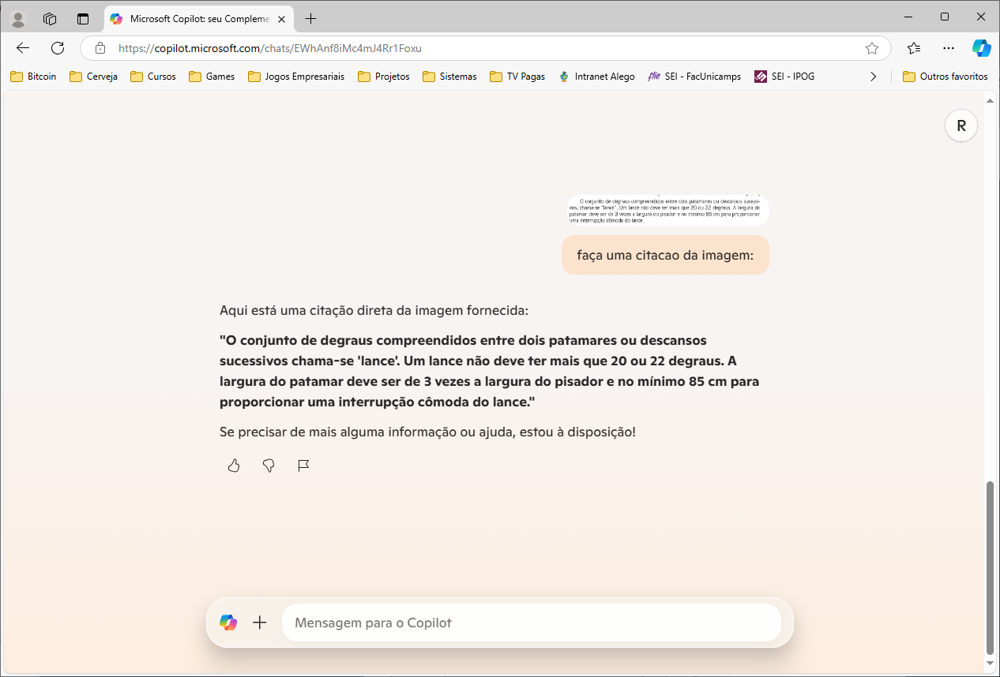 Microsoft Copilot: seu Compleme
https://copilot.microsoft.com/chats/EWhAnf8iMc4mJ4Rr1Foxu
Bitcoin Cerveja Cursos Games Jogos Empresariais Projetos Sistemas TV Pagas Intranet Alego flie SEI - FacUnicamps SEI - IPOG Outros favoritos
R
O conjunto de degraus compreendidos entre dois patamares ou descansos sucessi-
vos, chama-se "lance". Um lance não deve ter mais que 20 ou 22 degraus. A largura do
patamar deve ser de 3 vezes a largura do pisador e no mínimo 85 cm para proporcionar
uma interrupção cômoda do lance.
faça uma citacao da imagem:
Aqui está uma citação direta da imagem fornecida:
"O conjunto de degraus compreendidos entre dois patamares ou descansos
sucessivos chama-se 'lance'. Um lance não deve ter mais que 20 ou 22 degraus. A
largura do patamar deve ser de 3 vezes a largura do pisador e no mínimo 85 cm para
proporcionar uma interrupção cômoda do lance."
Se precisar de mais alguma informação ou ajuda, estou à disposição!
Mensagem para o Copilot